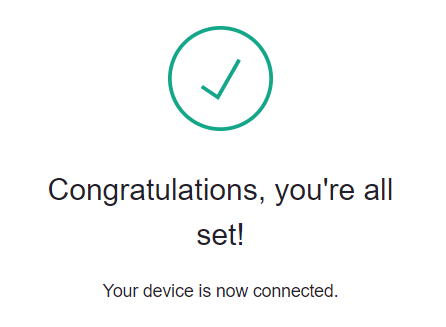 Congratulations, you're all
set!
Your device is now connected.